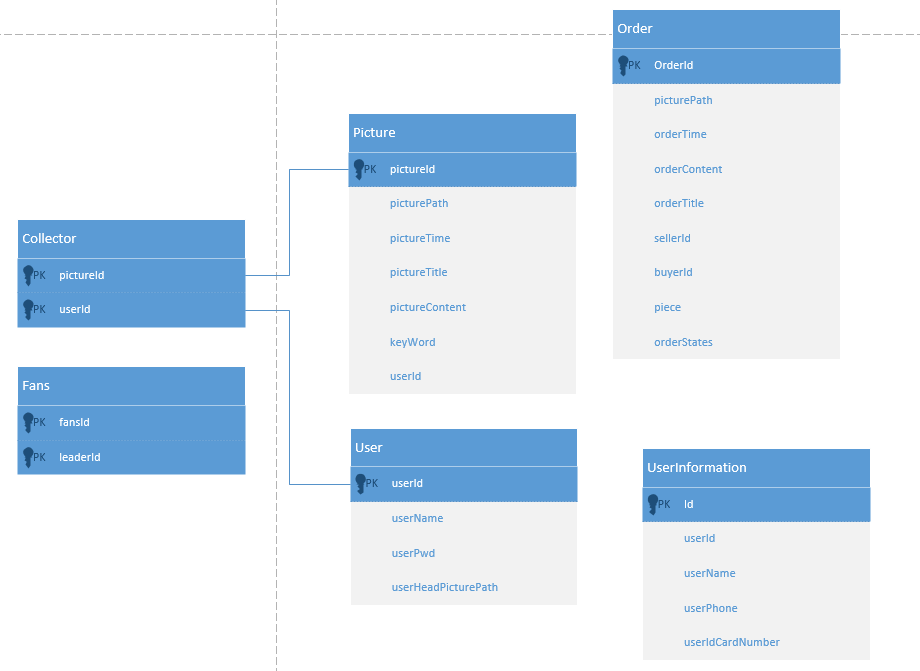 Order
PK OrderId
picturePath
orderTime
orderContent
orderTitle
sellerId
buyerId
piece
orderStates
Picture
PK pictureId
picturePath
pictureTime
pictureTitle
pictureContent
keyWord
userId
Collector
PK pictureId
PK userId
Fans
PK fansId
PK leaderId
User
PK userId
userName
userPwd
userHeadPicturePath
UserInformation
PK Id
userId
userName
userPhone
userIdCardNumber